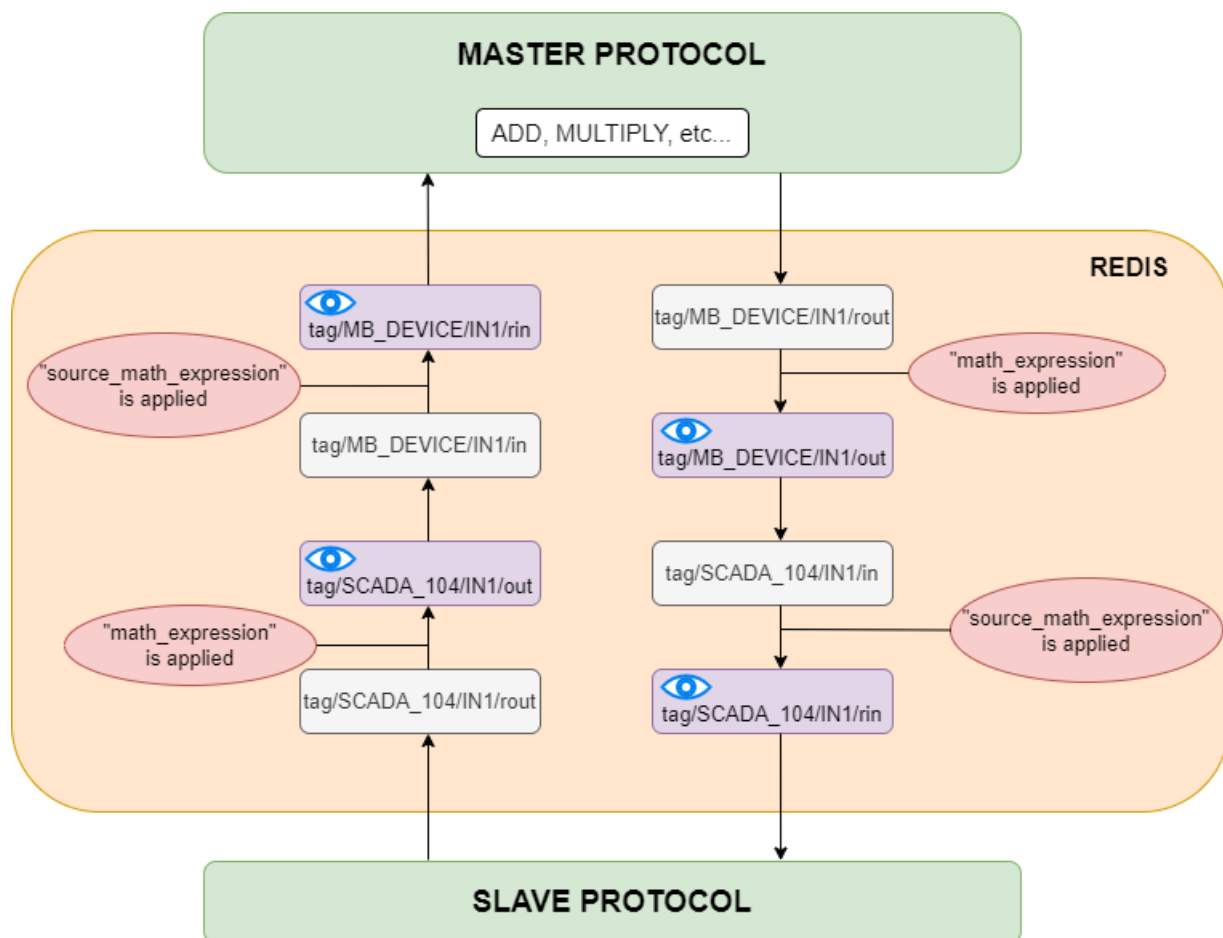 MASTER PROTOCOL
ADD, MULTIPLY, etc...
REDIS
tag/MB_DEVICE/IN1/rin
tag/MB_DEVICE/IN1/rout
"source_math_expression"
is applied
"math_expression"
is applied
tag/MB_DEVICE/IN1/in
tag/MB_DEVICE/IN1/out
tag/SCADA_104/IN1/out
tag/SCADA_104/IN1/in
"math_expression"
is applied
"source_math_expression"
is applied
tag/SCADA_104/IN1/rout
tag/SCADA_104/IN1/rin
SLAVE PROTOCOL